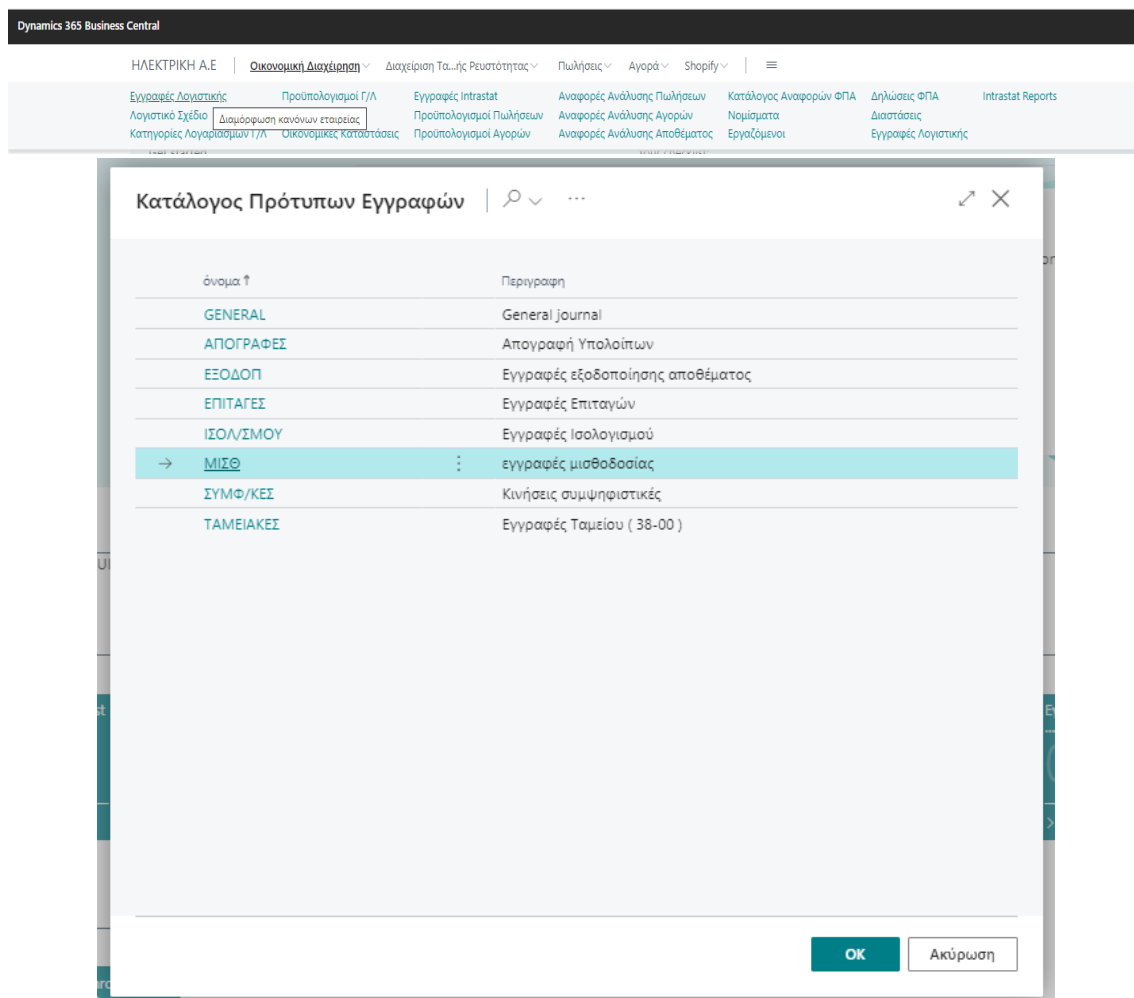 Dynamics 365 Business Central
ΗΛΕΚΤΡΙΚΗ Α.Ε Οικονομική Διαχείρηση Διαχείριση Τα...ής Ρευστότητας Πωλήσεις Αγορά Shopify
Εγγραφές Λογιστικής Προϋπολογισμοί Γ/Λ Εγγραφές Intrastat Αναφορές Ανάλυσης Πωλήσεων Κατάλογος Αναφορών ΦΠΑ Δηλώσεις ΦΠΑ Intrastat Reports
Λογιστικό Σχέδιο Διαμόρφωση κανόνων εταιρείας Προϋπολογισμοί Πωλήσεων Αναφορές Ανάλυσης Αγορών Νομίσματα Διαστάσεις
Κατηγορίες Λογαριασμών Γ/Λ Οικονομικές Καταστάσεις Προϋπολογισμοί Αγορών Αναφορές Ανάλυσης Αποθέματος Εργαζόμενοι Εγγραφές Λογιστικής
Κατάλογος Πρότυπων Εγγραφών
όνομα Περιγραφη
GENERAL General journal
ΑΠΟΓΡΑΦΕΣ Απογραφή Υπολοίπων
ΕΞΟΔΟΠ Εγγραφές εξοδοποίησης αποθέματος
ΕΠΙΤΑΓΕΣ Εγγραφές Επιταγών
ΙΣΟΛ/ΣΜΟΥ Εγγραφές Ισολογισμού
ΜΙΣΘ εγγραφές μισθοδοσίας
ΣΥΜΦ/ΚΕΣ Κινήσεις συμψηφιστικές
ΤΑΜΕΙΑΚΕΣ Εγγραφές Ταμείου ( 38-00 )
OK Ακύρωση